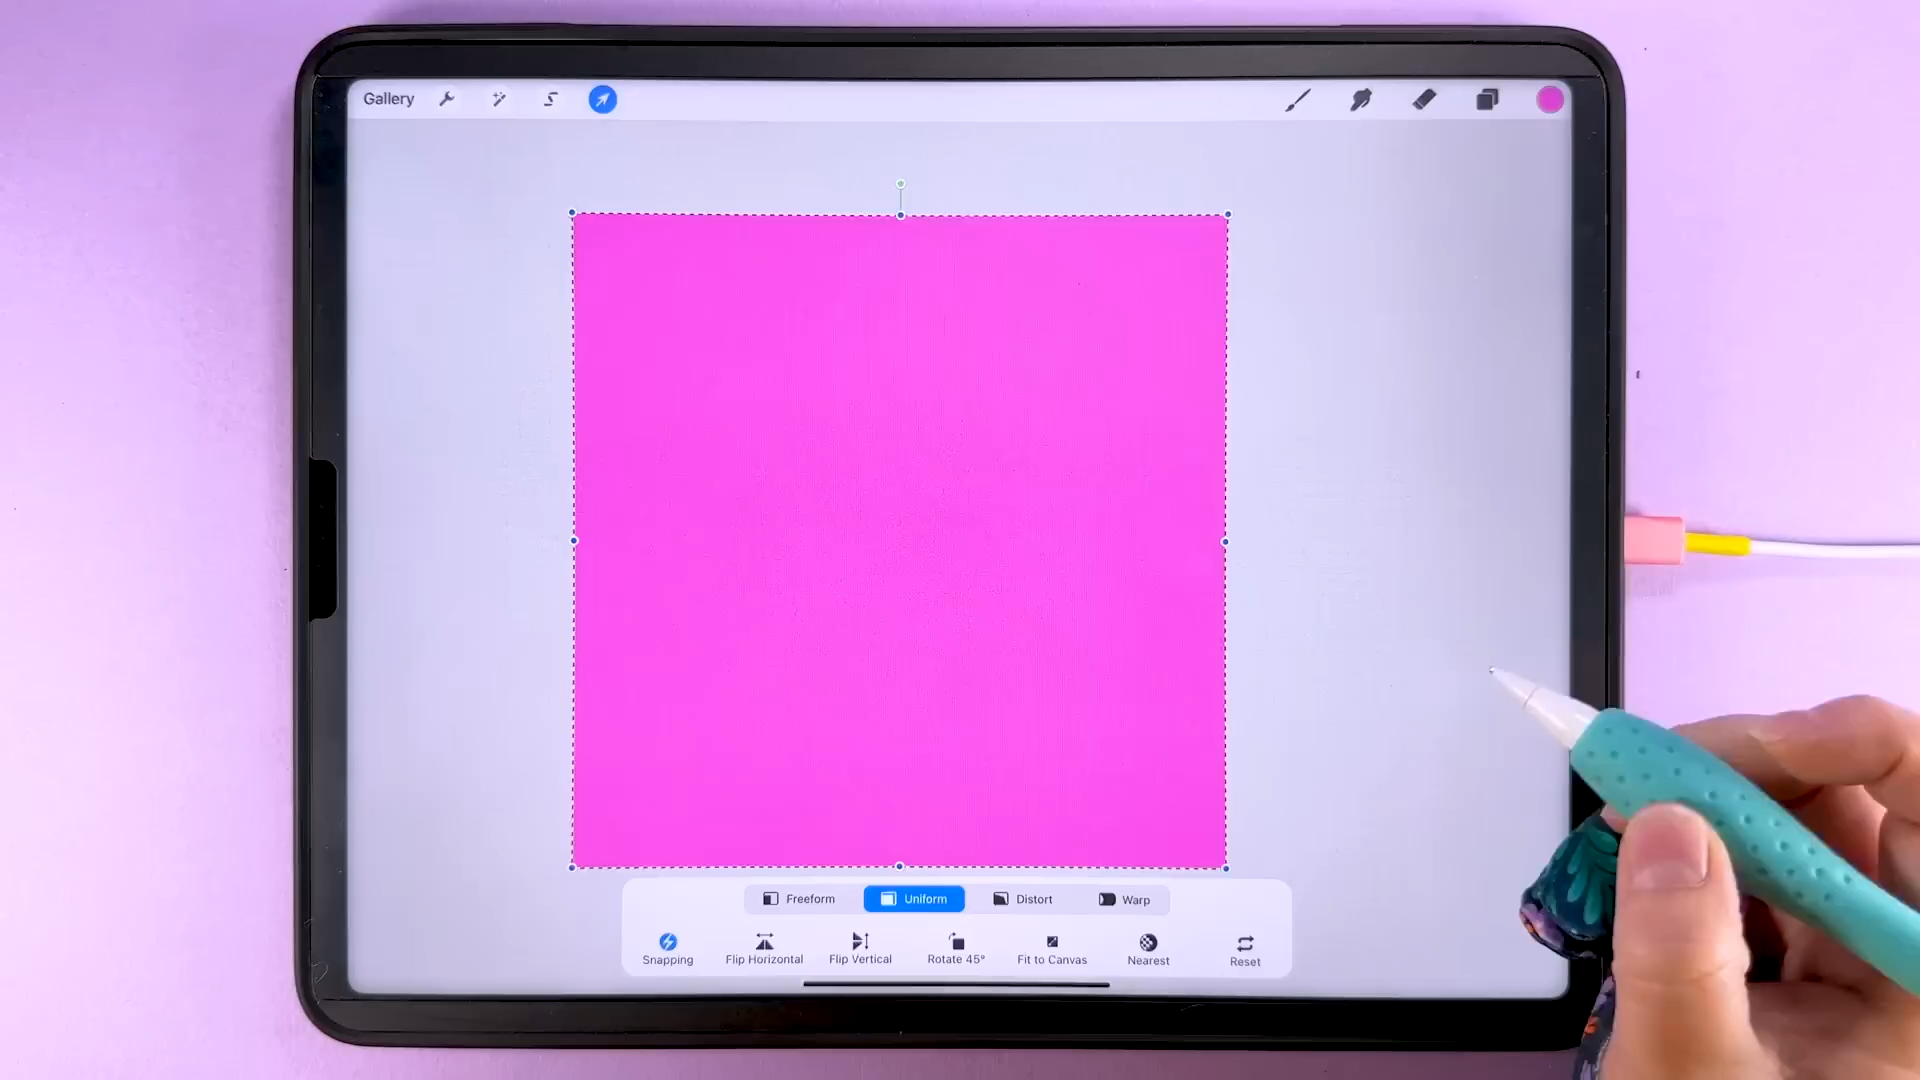 Gallery
Freeform Uniform Distort Warp
Snapping Flip Horizontal Flip Vertical Rotate 45° Fit to Canvas Nearest Reset